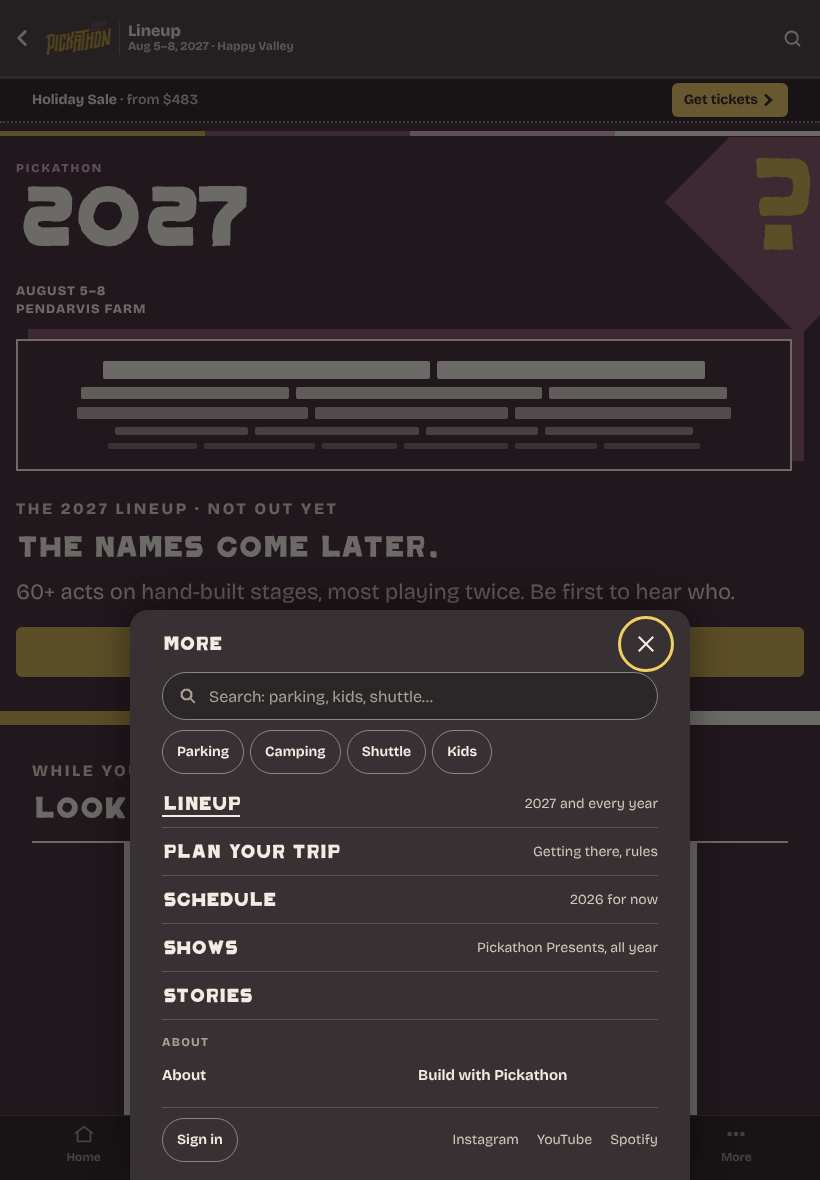 PICKATHON
Lineup
Aug 5–8, 2027 · Happy Valley
Holiday Sale · from $483
Get tickets
PICKATHON
2027
?
AUGUST 5–8
PENDARVIS FARM
THE 2027 LINEUP · NOT OUT YET
THE NAMES COME LATER.
60+ acts on hand-built stages, most playing twice. Be first to hear who.
WHILE YOU
LOOK
MORE
Search: parking, kids, shuttle...
Parking
Camping
Shuttle
Kids
LINEUP
2027 and every year
PLAN YOUR TRIP
Getting there, rules
SCHEDULE
2026 for now
SHOWS
Pickathon Presents, all year
STORIES
ABOUT
About
Build with Pickathon
Sign in
Instagram
YouTube
Spotify
Home
More